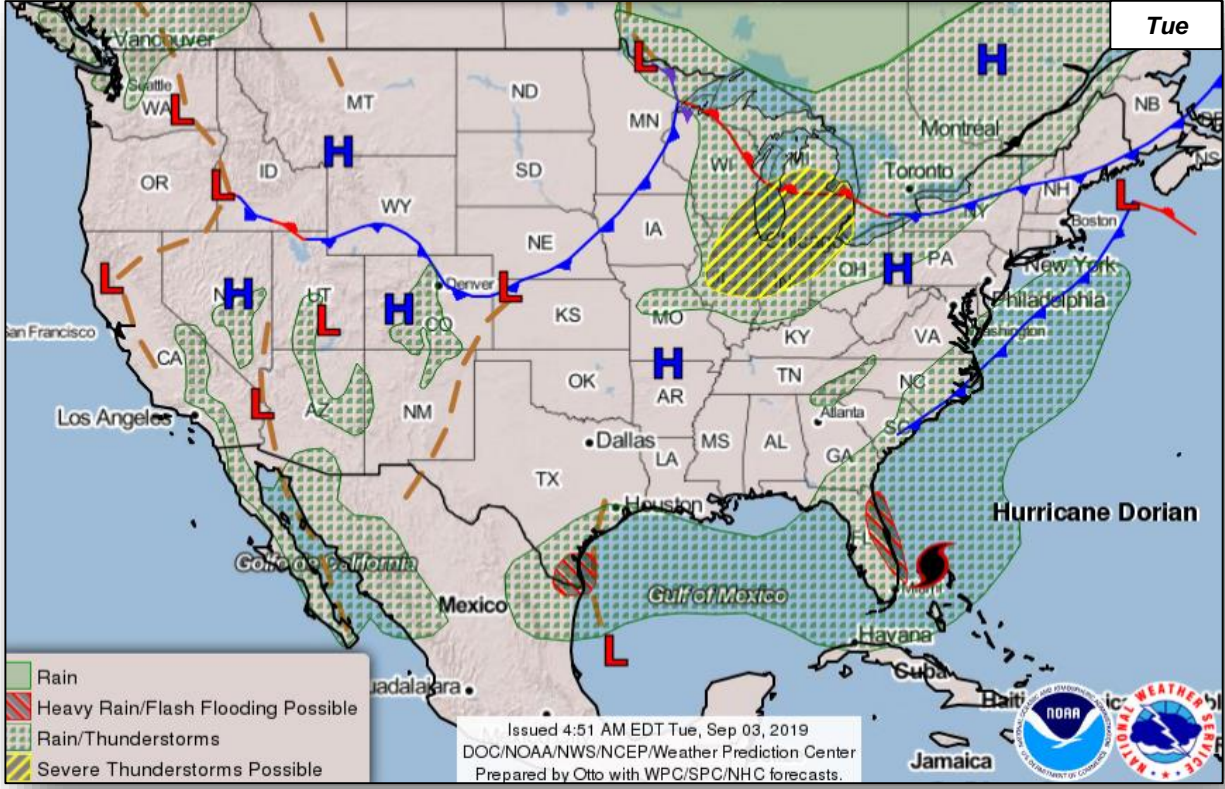 Tue
Vancouver
Seattle
WA
L
MT
ND
MN
L
H
Montréal
NB
NS
OR
ID
H
L
SD
WI
MI
Toronto
NH
L
WY
IA
NY
Boston
NE
Chicago
OH
H
PA
New York
L
H
UT
H
Denver
L
San Francisco
L
CO
KS
MO
KY
VA
Philadelphia
Washington
CA
H
TN
NC
Los Angeles
L
AZ
NM
OK
AR
Atlanta
SC
Dallas
MS
AL
GA
LA
TX
Houston
Hurricane Dorian
FL
Golfo de California
Mexico
Gulf of Mexico
Miami
Havana
L
Cuba
Rain
Heavy Rain/Flash Flooding Possible
Rain/Thunderstorms
Severe Thunderstorms Possible
uadalajara
Issued 4:51 AM EDT Tue, Sep 03, 2019
DOC/NOAA/NWS/NCEP/Weather Prediction Center
Prepared by Otto with WPC/SPC/NHC forecasts.
Haiti
Jamaica
NOAA
NATIONAL WEATHER SERVICE